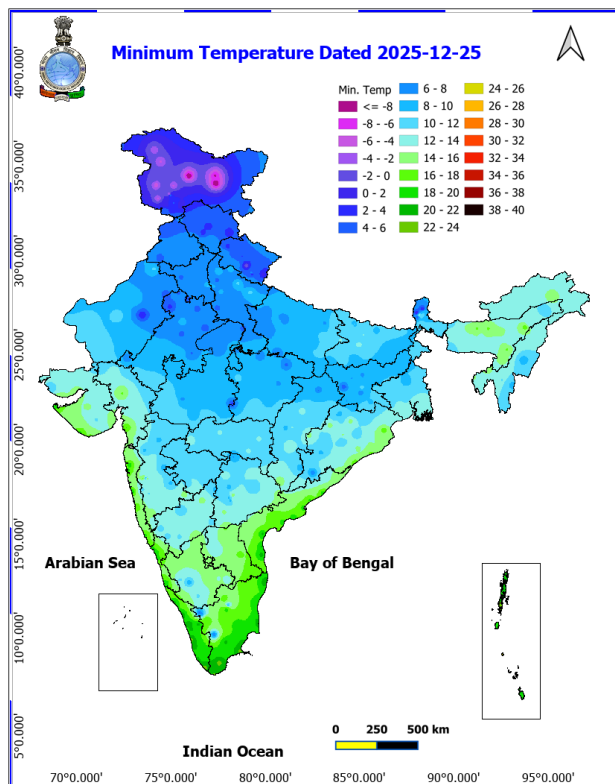 Minimum Temperature Dated 2025-12-25
Min. Temp
<= -8
-8 - -6
-6 - -4
-4 - -2
-2 - 0
0 - 2
2 - 4
4 - 6
6 - 8
8 - 10
10 - 12
12 - 14
14 - 16
16 - 18
18 - 20
20 - 22
22 - 24
24 - 26
26 - 28
28 - 30
30 - 32
32 - 34
34 - 36
36 - 38
38 - 40
40°0.000'
35°0.000'
30°0.000'
25°0.000'
20°0.000'
15°0.000'
10°0.000'
5°0.000'
Arabian Sea
Bay of Bengal
Indian Ocean
0 250 500 km
70°0.000' 75°0.000' 80°0.000' 85°0.000' 90°0.000' 95°0.000'